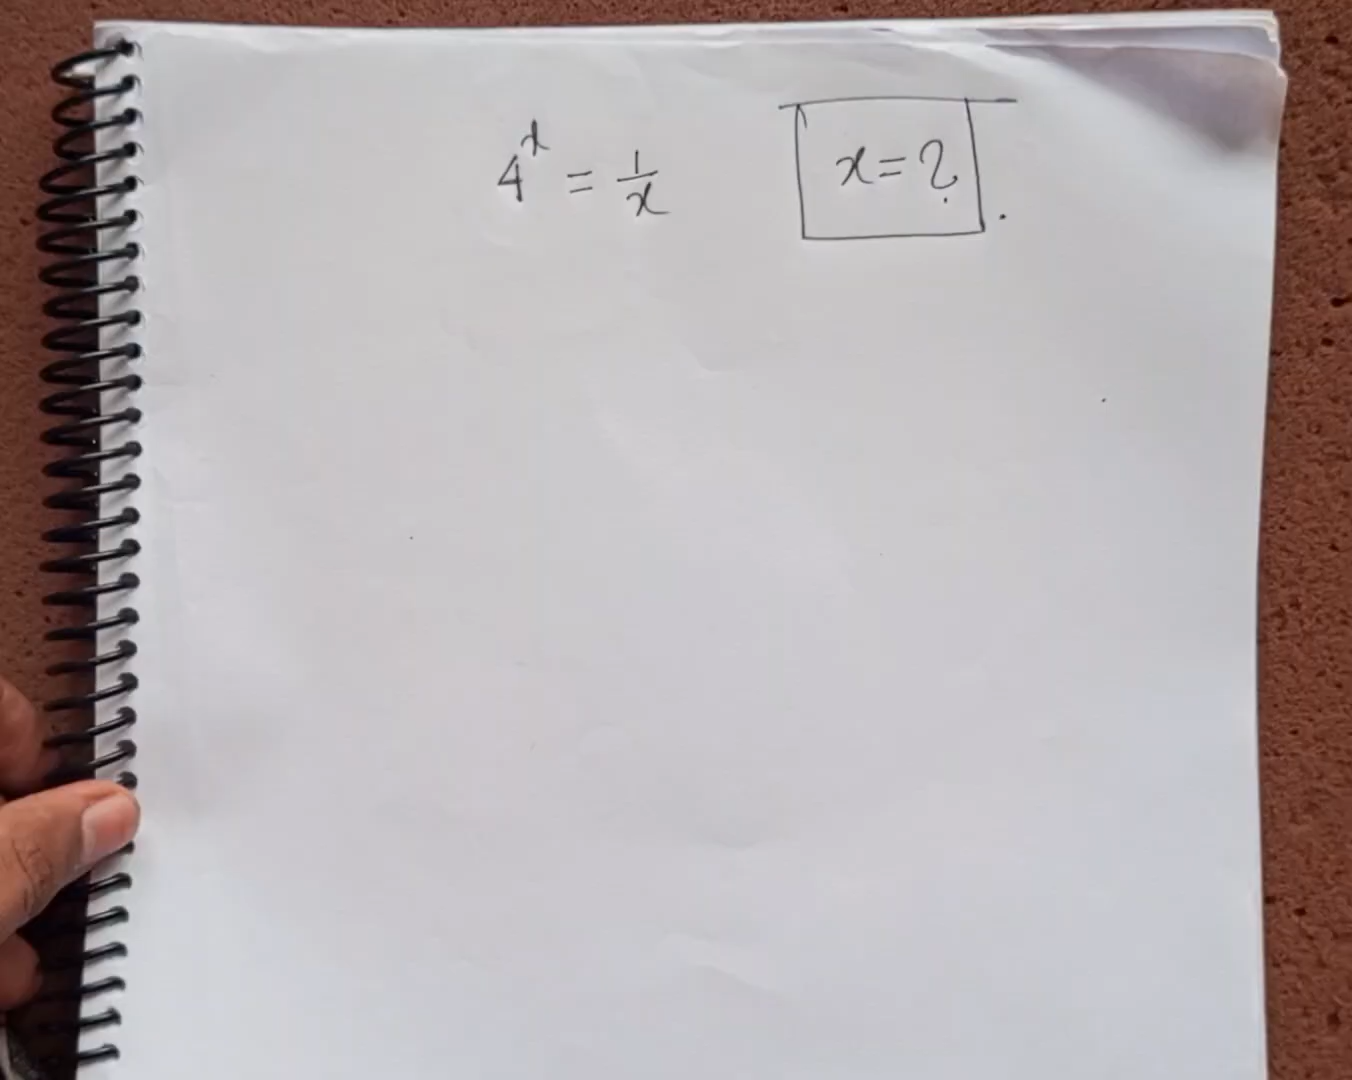 4^x = 1/x    x = ?